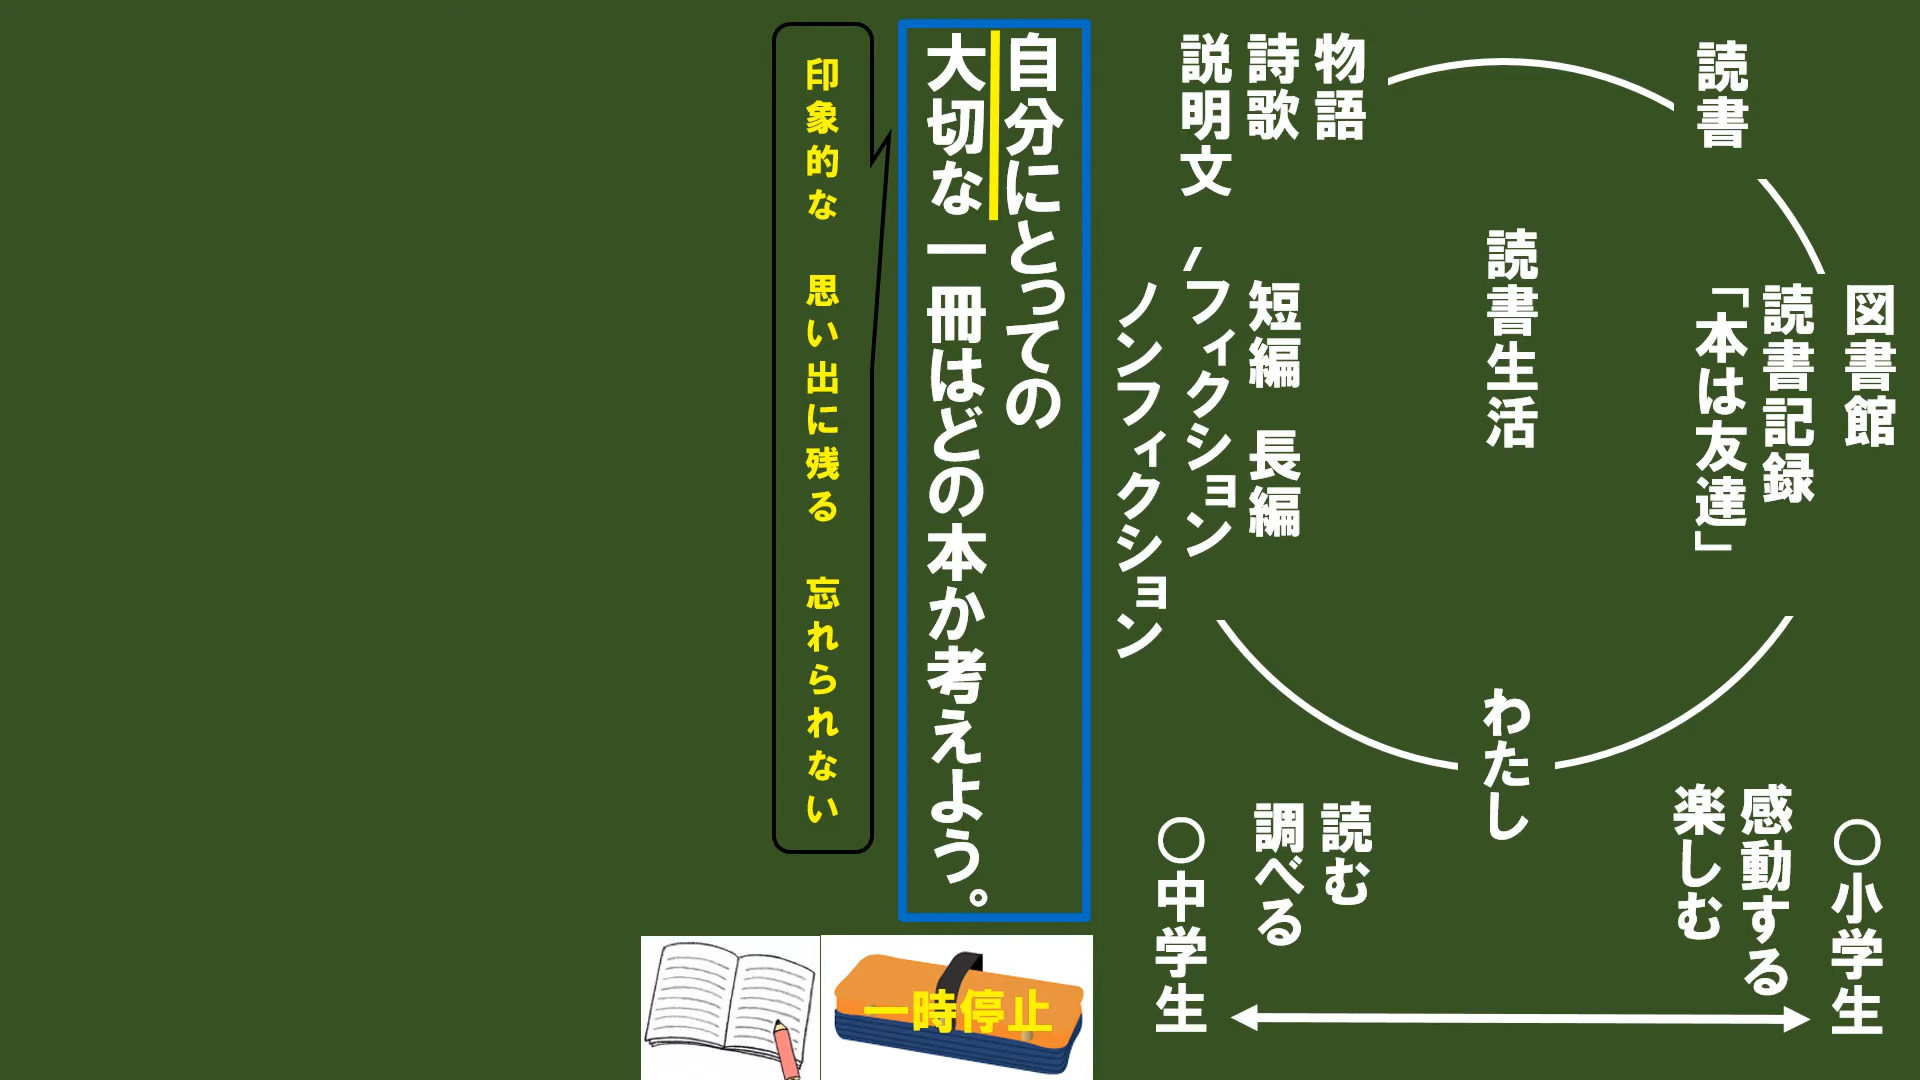 読書
図書館
読書記録
「本は友達」
読書生活
わたし
○小学生
感動する
楽しむ
読む
調べる
○中学生
物語
詩歌
説明文
短編 長編
フィクション
ノンフィクション
自分にとっての
大切な一冊はどの本か考えよう。
印象的な 思い出に残る 忘れられない
一時停止